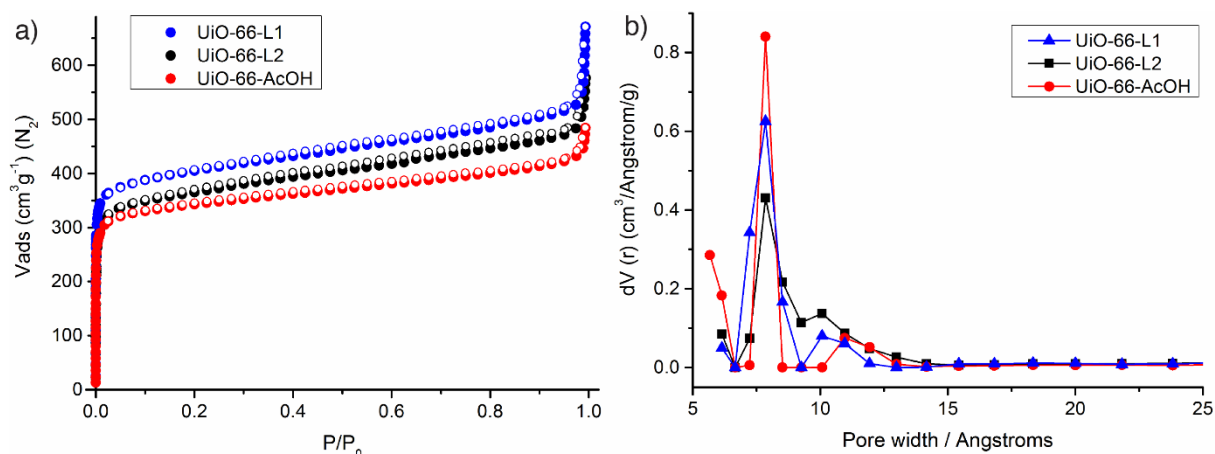 a)
UiO-66-L1
UiO-66-L2
UiO-66-AcOH
Vads (cm³g⁻¹) (N₂)
600
500
400
300
200
100
0
0.0 0.2 0.4 0.6 0.8 1.0
P/P₀
b)
UiO-66-L1
UiO-66-L2
UiO-66-AcOH
dV (r) (cm³/Angstrom/g)
0.8
0.6
0.4
0.2
0.0
5 10 15 20 25
Pore width / Angstroms